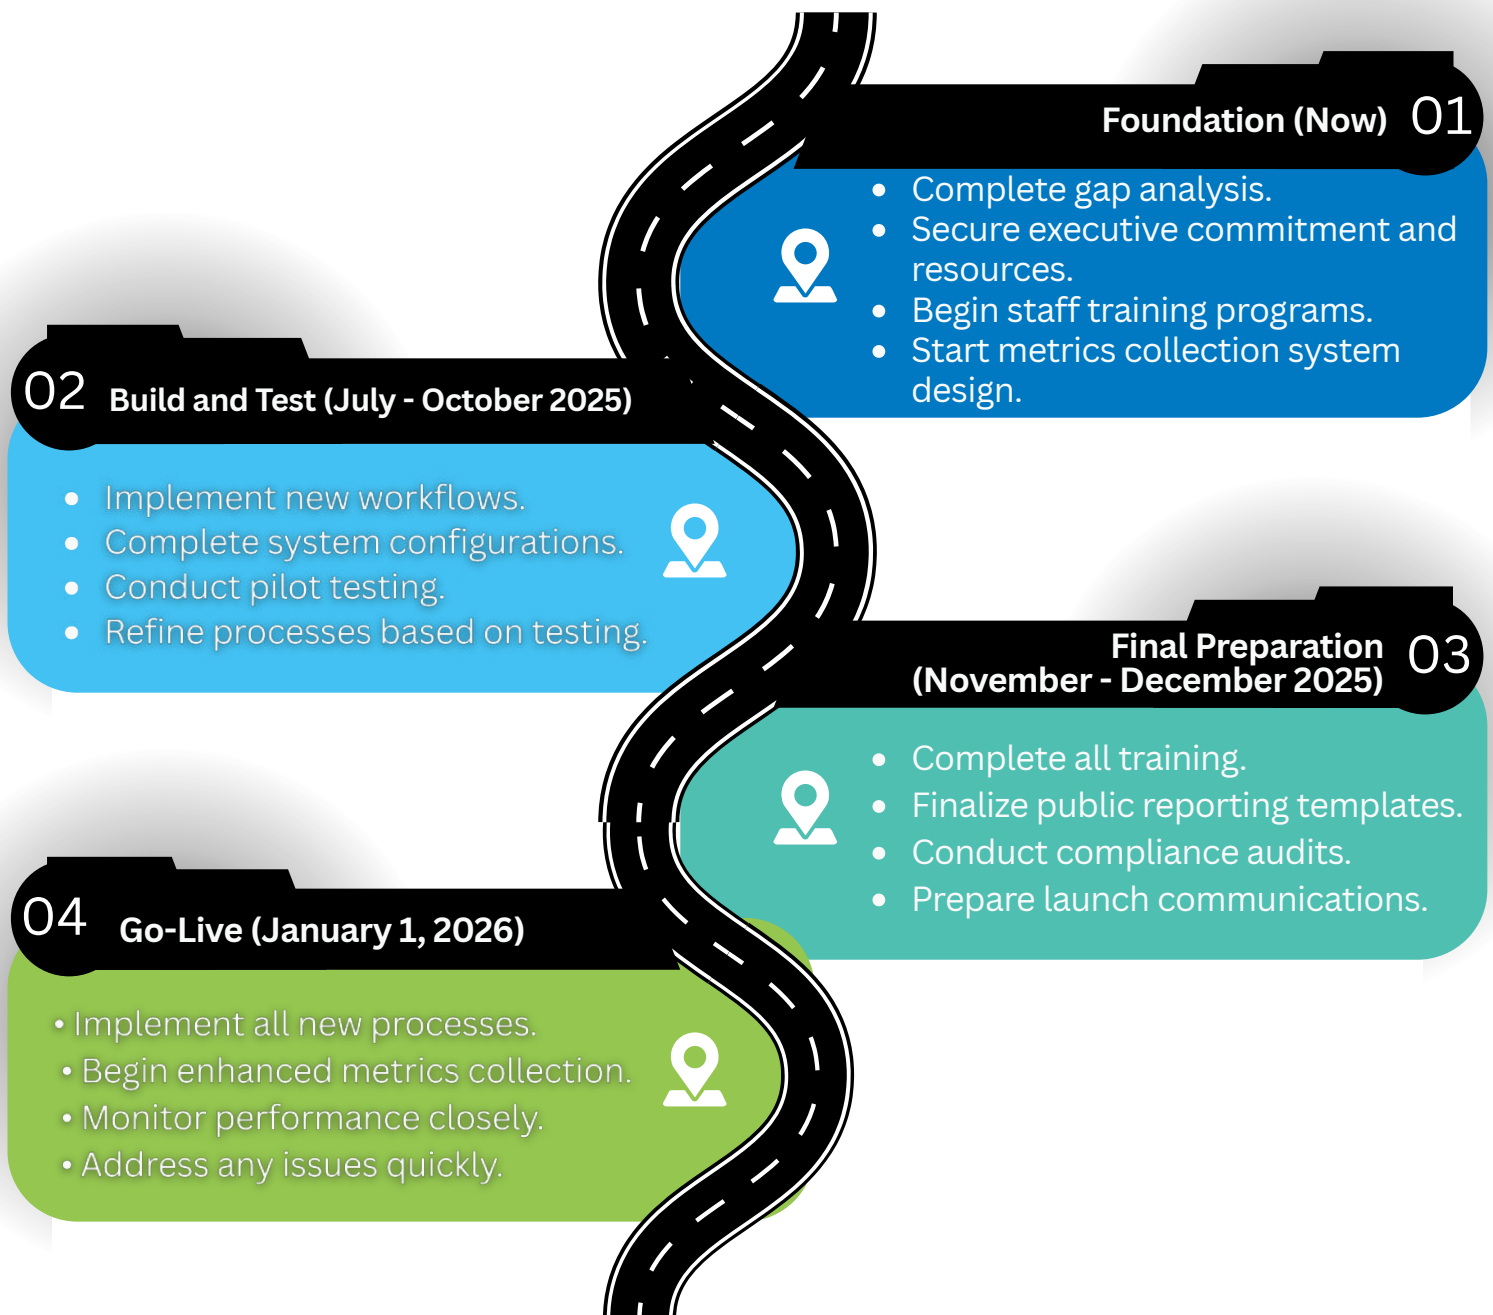 Foundation (Now) 01
• Complete gap analysis.
• Secure executive commitment and
resources.
• Begin staff training programs.
• Start metrics collection system
design.
02 Build and Test (July - October 2025)
• Implement new workflows.
• Complete system configurations.
• Conduct pilot testing.
• Refine processes based on testing.
Final Preparation 03
(November - December 2025)
• Complete all training.
• Finalize public reporting templates.
• Conduct compliance audits.
• Prepare launch communications.
04 Go-Live (January 1, 2026)
• Implement all new processes.
• Begin enhanced metrics collection.
• Monitor performance closely.
• Address any issues quickly.